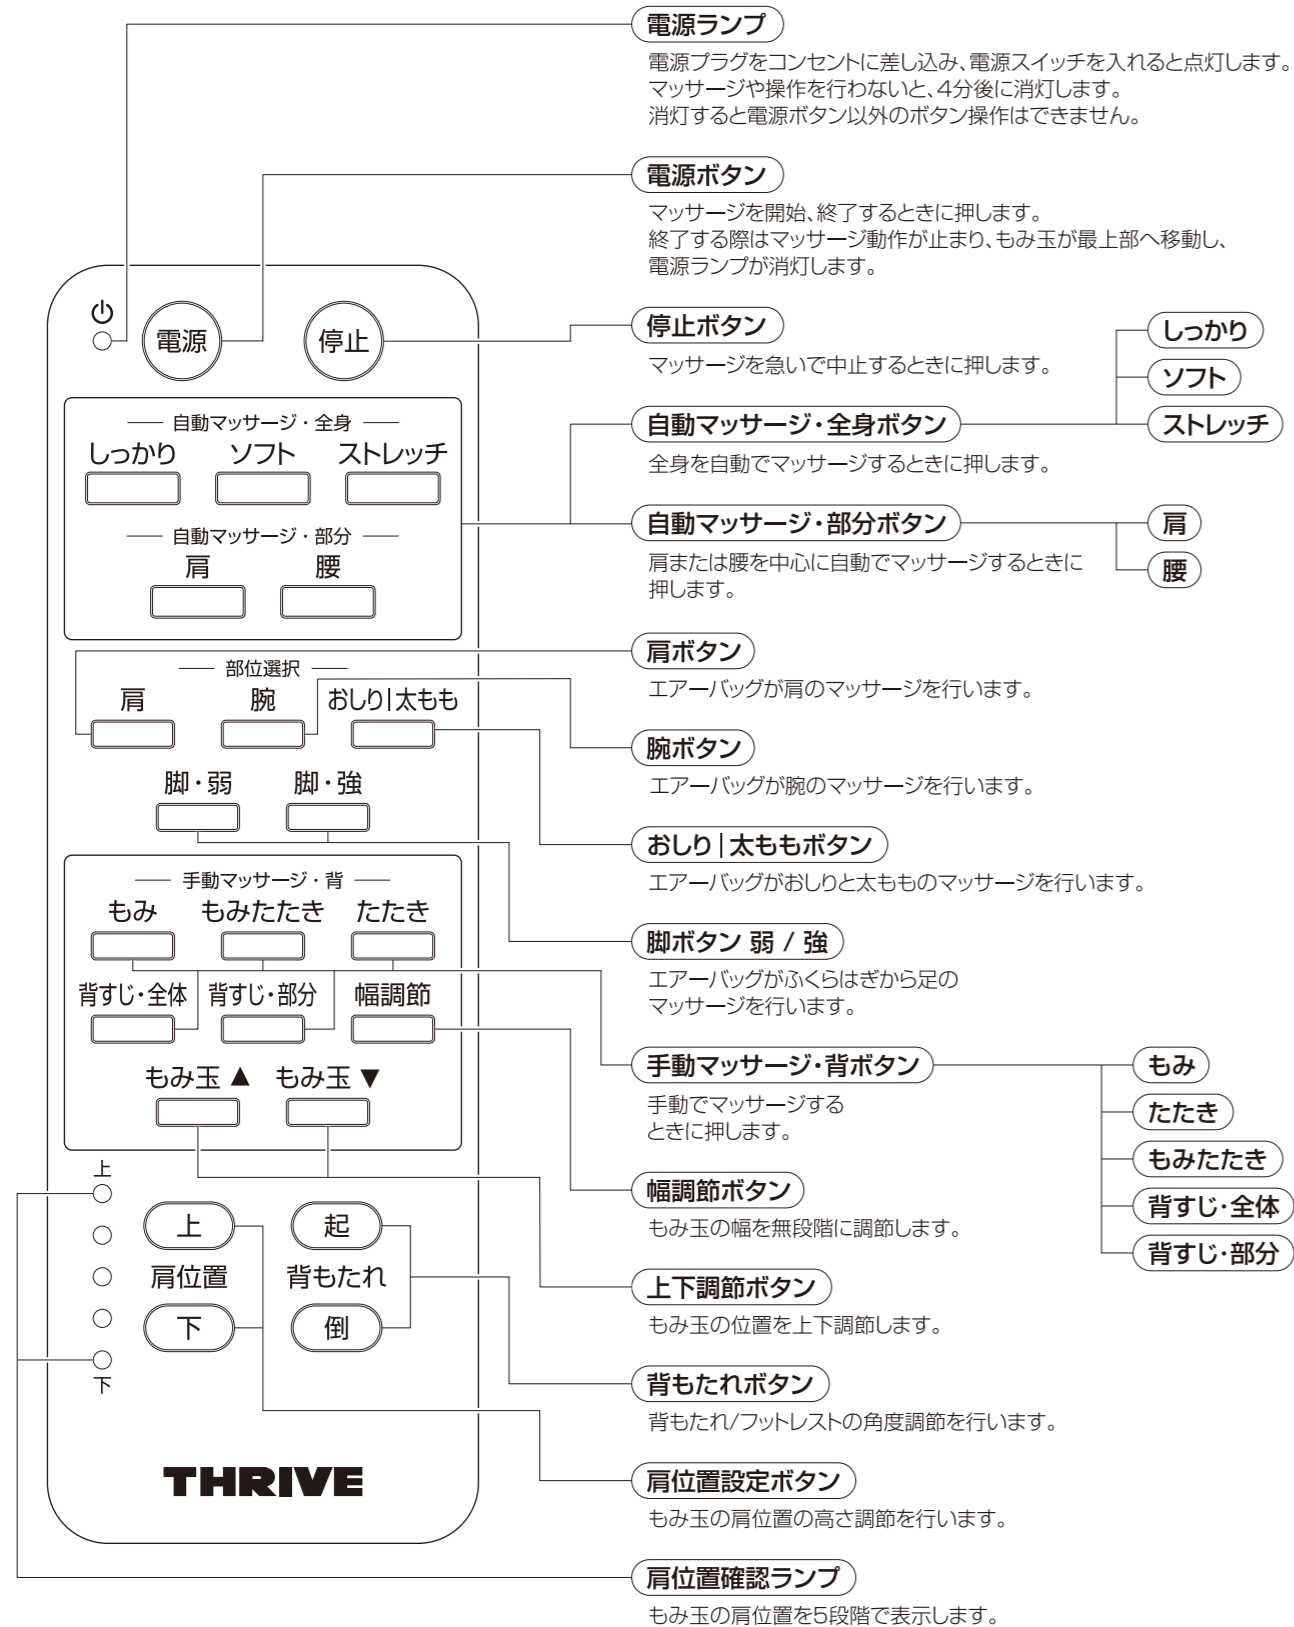 電源ランプ
電源プラグをコンセントに差し込み、電源スイッチを入れると点灯します。
マッサージや操作を行わないと、4分後に消灯します。
消灯すると電源ボタン以外のボタン操作はできません。
電源ボタン
マッサージを開始、終了するときに押します。
終了する際はマッサージ動作が止まり、もみ玉が最上部へ移動し、
電源ランプが消灯します。
停止ボタン
マッサージを急いで中止するときに押します。
自動マッサージ・全身ボタン
全身を自動でマッサージするときに押します。
しっかり
ソフト
ストレッチ
自動マッサージ・部分ボタン
肩または腰を中心に自動でマッサージするときに
押します。
肩
腰
肩ボタン
エアーバッグが肩のマッサージを行います。
腕ボタン
エアーバッグが腕のマッサージを行います。
おしり|太ももボタン
エアーバッグがおしりと太もものマッサージを行います。
脚ボタン 弱 / 強
エアーバッグがふくらはぎから足の
マッサージを行います。
手動マッサージ・背ボタン
手動でマッサージする
ときに押します。
もみ
たたき
もみたたき
背すじ・全体
背すじ・部分
幅調節ボタン
もみ玉の幅を無段階に調節します。
上下調節ボタン
もみ玉の位置を上下調節します。
背もたれボタン
背もたれ/フットレストの角度調節を行います。
肩位置設定ボタン
もみ玉の肩位置の高さ調節を行います。
肩位置確認ランプ
もみ玉の肩位置を5段階で表示します。
電源 停止
自動マッサージ・全身
しっかり ソフト ストレッチ
自動マッサージ・部分
肩 腰
部位選択
肩 腕 おしり|太もも
脚・弱 脚・強
手動マッサージ・背
もみ もみたたき たたき
背すじ・全体 背すじ・部分 幅調節
もみ玉 ▲ もみ玉 ▼
上
上 起
肩位置 背もたれ
下 倒
下
THRIVE